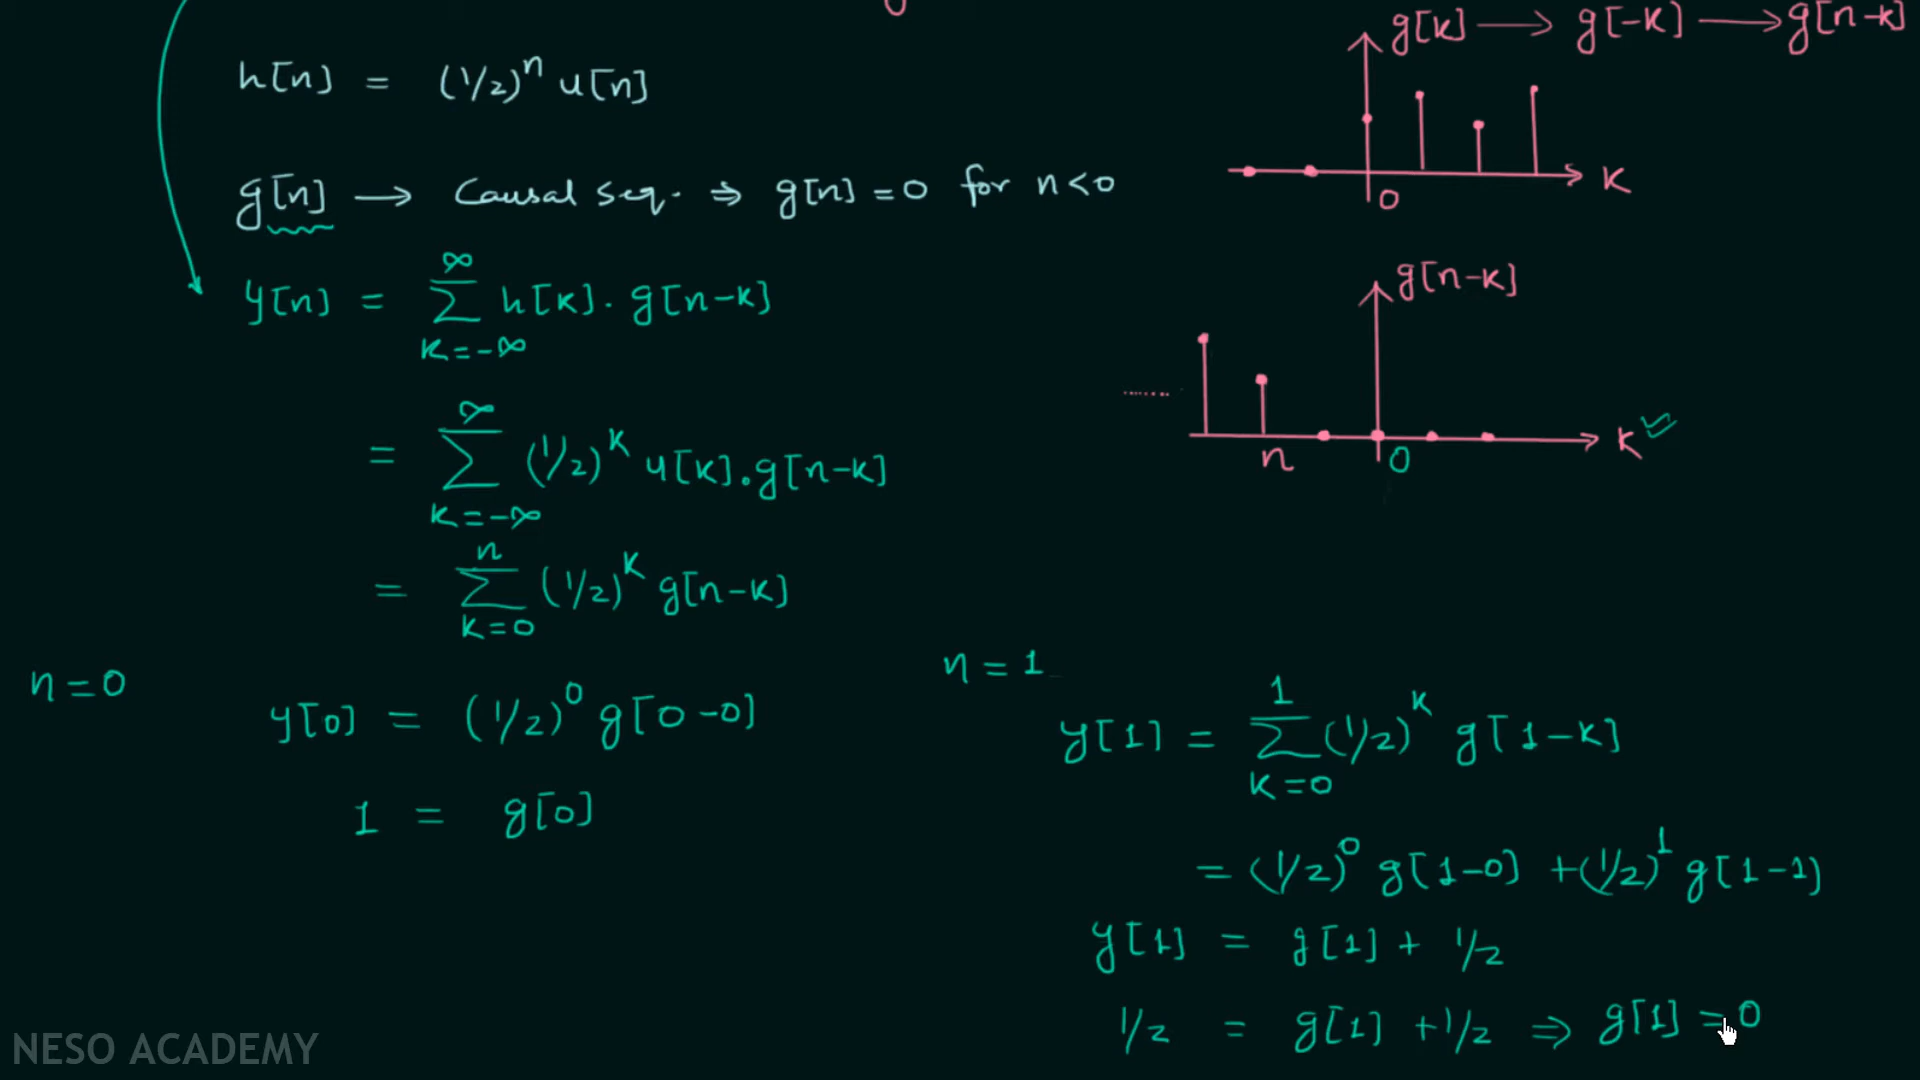 g[k] → g[-k] → g[n-k]
h[n] = (1/2)^n u[n]
k
0
g[n] → Causal seq. ⇒ g[n] = 0 for n<0
g[n-k]
y[n] = ∑_{k=-∞}^{∞} h[k] . g[n-k]
.......
k
n 0
= ∑_{k=-∞}^{∞} (1/2)^k u[k] . g[n-k]
= ∑_{k=0}^{n} (1/2)^k g[n-k]
n = 0
y[0] = (1/2)^0 g[0-0]
1 = g[0]
n = 1
y[1] = ∑_{k=0}^{1} (1/2)^k g[1-k]
= (1/2)^0 g[1-0] + (1/2)^1 g[1-1]
y[1] = g[1] + 1/2
1/2 = g[1] + 1/2 ⇒ g[1] = 0
NESO ACADEMY